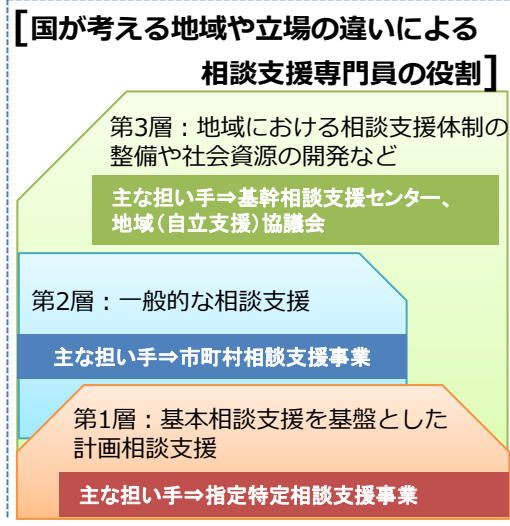 [国が考える地域や立場の違いによる
相談支援専門員の役割]
第3層：地域における相談支援体制の
整備や社会資源の開発など
主な担い手⇒基幹相談支援センター、
地域（自立支援）協議会
第2層：一般的な相談支援
主な担い手⇒市町村相談支援事業
第1層：基本相談支援を基盤とした
計画相談支援
主な担い手⇒指定特定相談支援事業